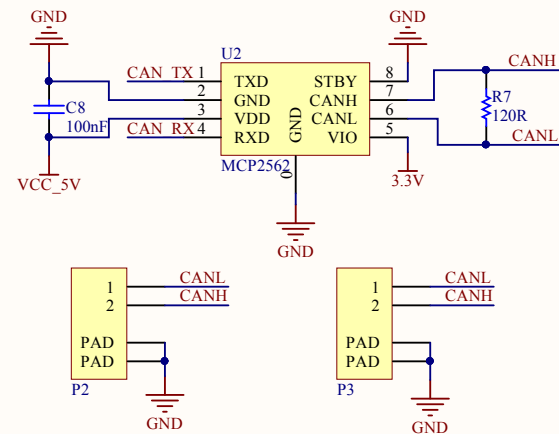 GND
GND
U2
CANH
CAN_TX 1 TXD STBY 8
2 GND CANH 7
R7
C8
3 VDD CANL 6
120R
100nF
CAN_RX 4 RXD VIO 5
CANL
GND
MCP2562
0
VCC_5V
3.3V
GND
1 CANL
2 CANH
PAD
PAD
P2
GND
1 CANL
2 CANH
PAD
PAD
P3
GND